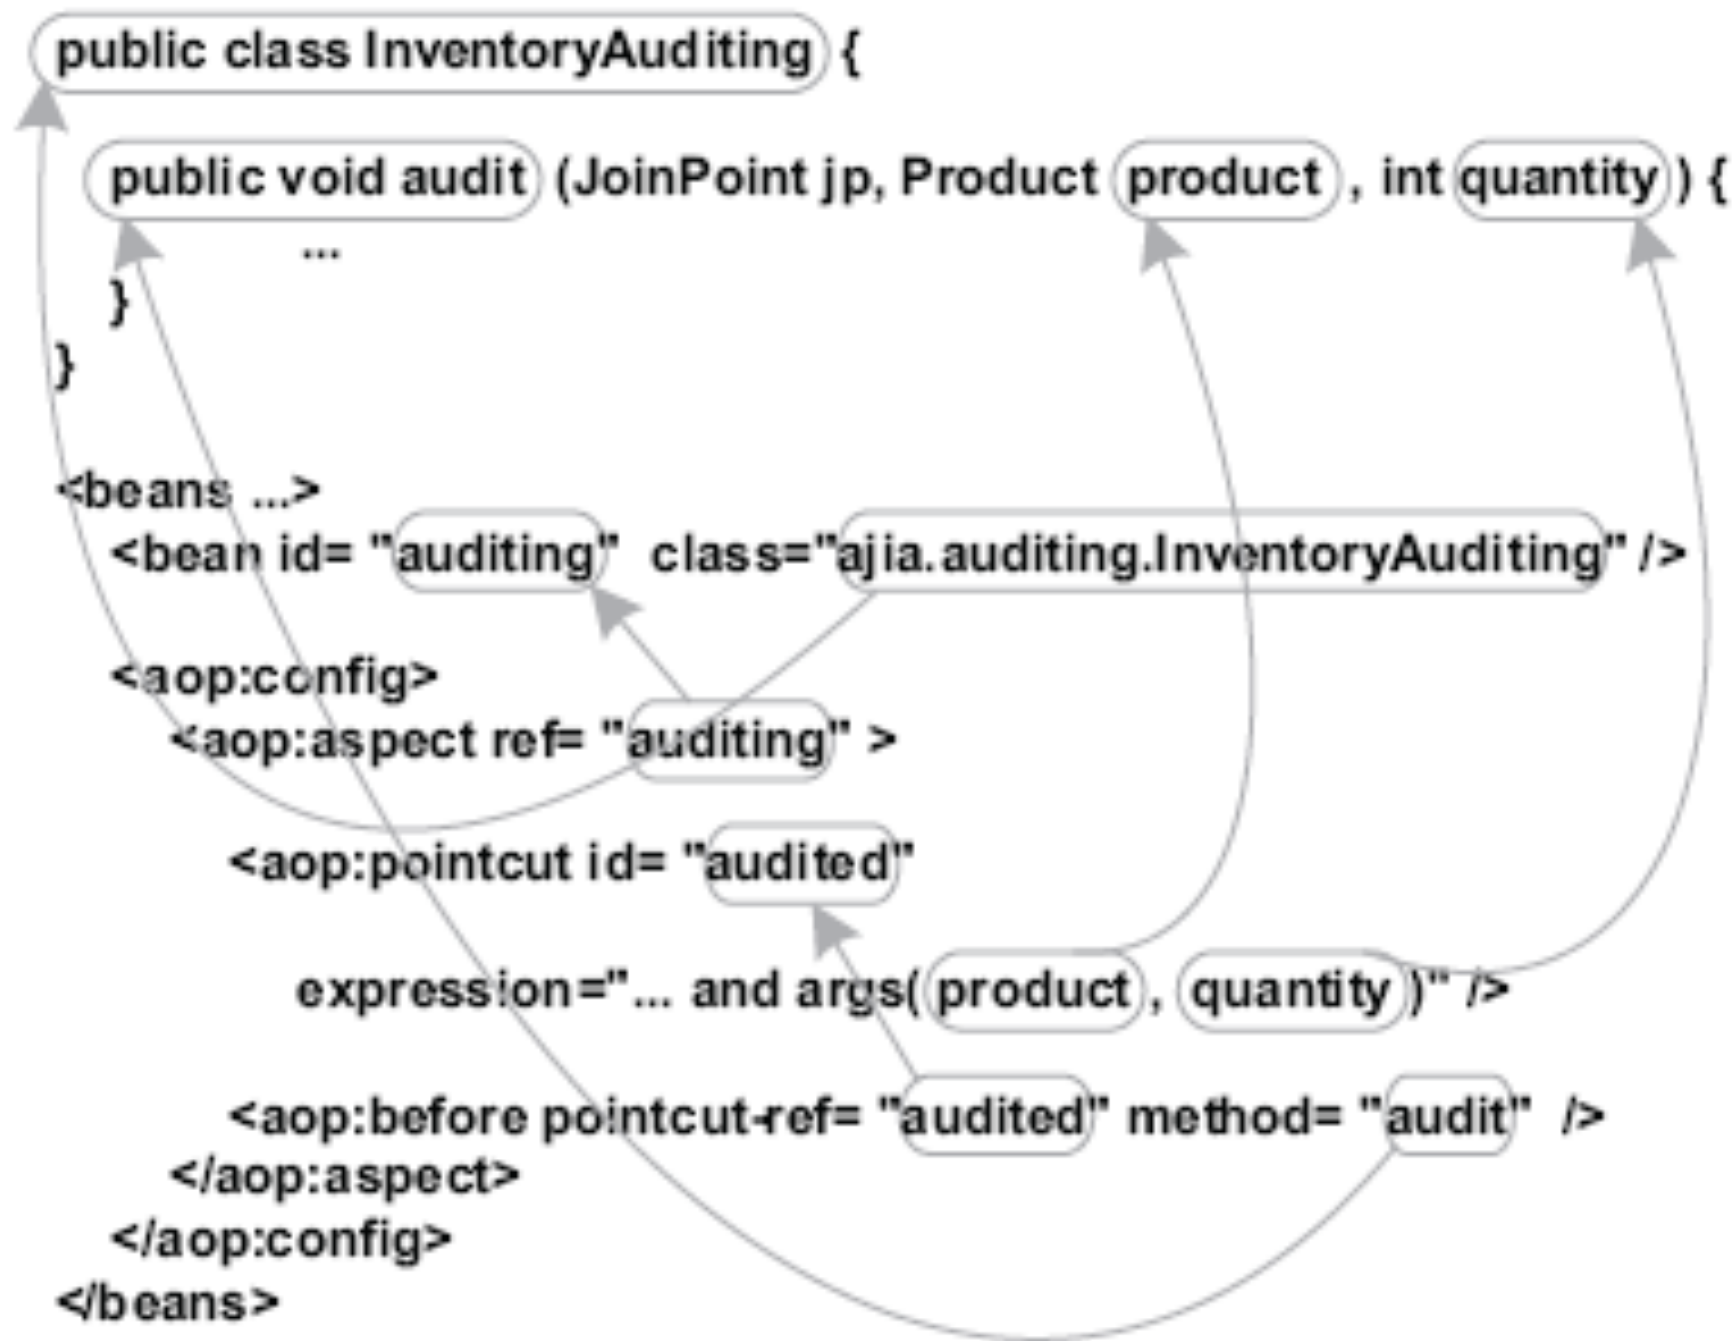 public class InventoryAuditing {
public void audit (JoinPoint jp, Product product , int quantity ) {
...
}
}
<beans ...>
<bean id= "auditing" class="ajia.auditing.InventoryAuditing" />
<aop:config>
<aop:aspect ref= "auditing" >
<aop:pointcut id= "audited"
expression="... and args( product , quantity )" />
<aop:before pointcut-ref= "audited" method= "audit" />
</aop:aspect>
</aop:config>
</beans>